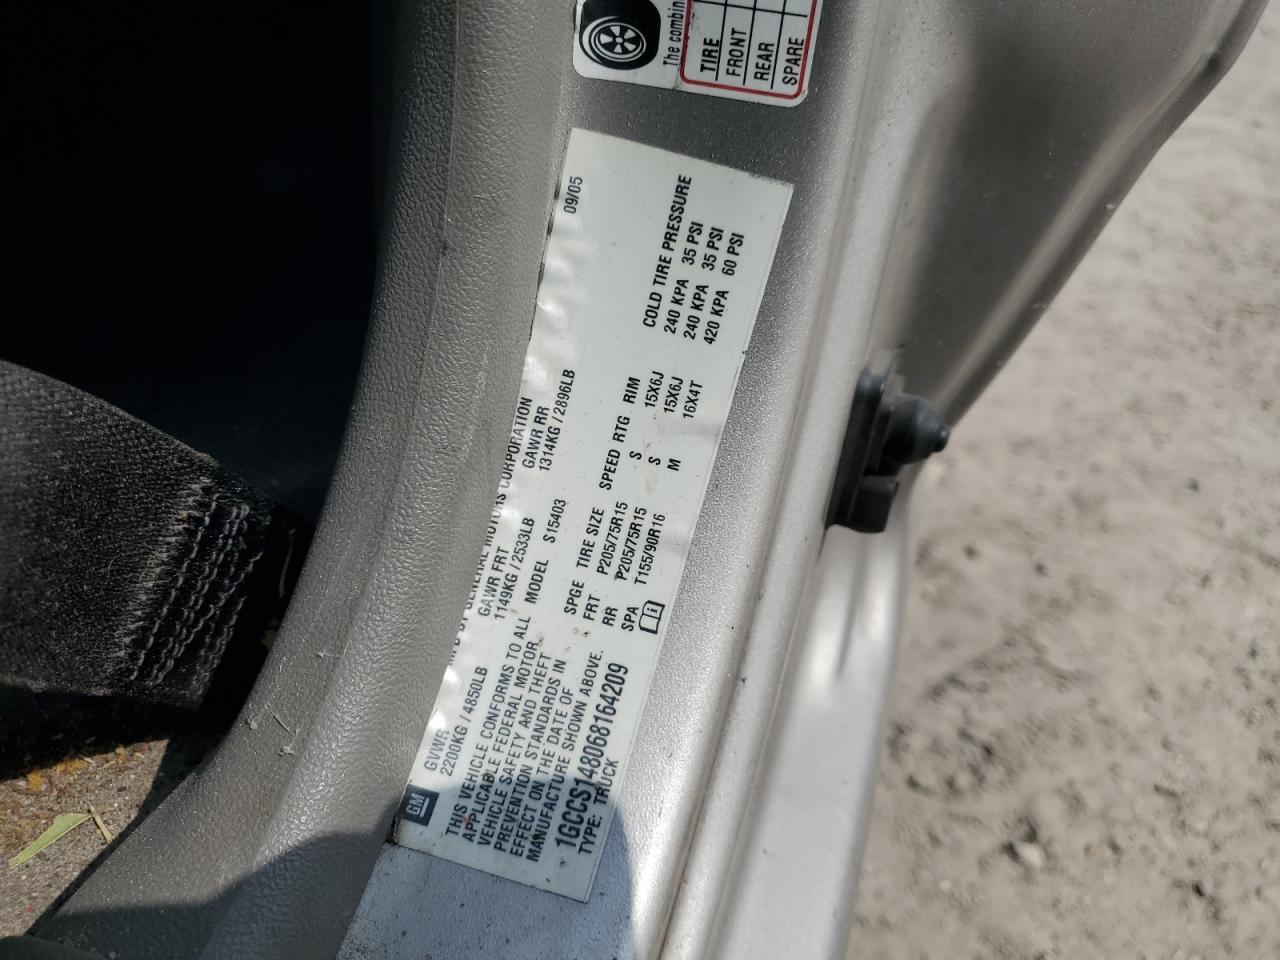 The combin
TIRE
FRONT
REAR
SPARE
09/05
GENERAL MOTORS CORPORATION
GVWR GAWR FRT GAWR RR
2200KG / 4850LB 1149KG / 2533LB 1314KG / 2896LB
THIS VEHICLE CONFORMS TO ALL
APPLICABLE FEDERAL MOTOR
VEHICLE SAFETY AND THEFT
PREVENTION STANDARDS IN
EFFECT ON THE DATE OF
MANUFACTURE SHOWN ABOVE.
1GCCS148068164209
TYPE: TRUCK
MODEL S15403
SPGE TIRE SIZE SPEED RTG RIM COLD TIRE PRESSURE
FRT P205/75R15 S 15X6J 240 KPA 35 PSI
RR P205/75R15 S 15X6J 240 KPA 35 PSI
SPA T155/90R16 M 16X4T 420 KPA 60 PSI
GM